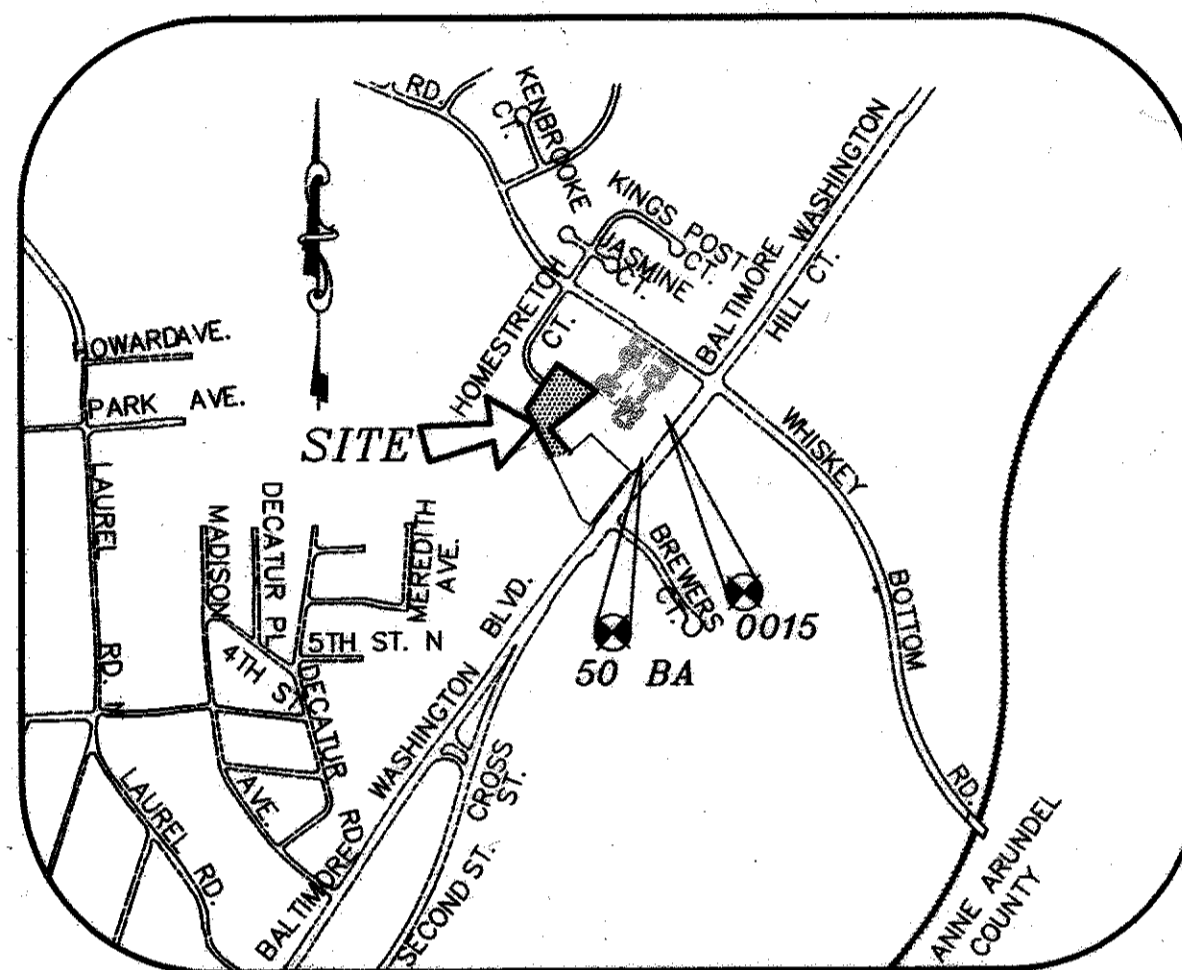 RD.
KENBROOKE
CT.
KINGS POST
CT.
JASMINE
CT.
BALTIMORE WASHINGTON
HILL CT.
HOMESTRETCH
CT.
HOWARDAVE.
PARK AVE.
SITE
WHISKEY
BOTTOM
RD.
LAUREL
RD. N
MADISON
AVE.
DECATUR PL
MEREDITH
AVE.
5TH ST. N
4TH ST.
DECATUR
RD.
BREWERS
CT.
0015
50 BA
BALTIMORE WASHINGTON BLVD.
CROSS
ST.
SECOND ST.
LAUREL RD.
ANNE ARUNDEL
COUNTY